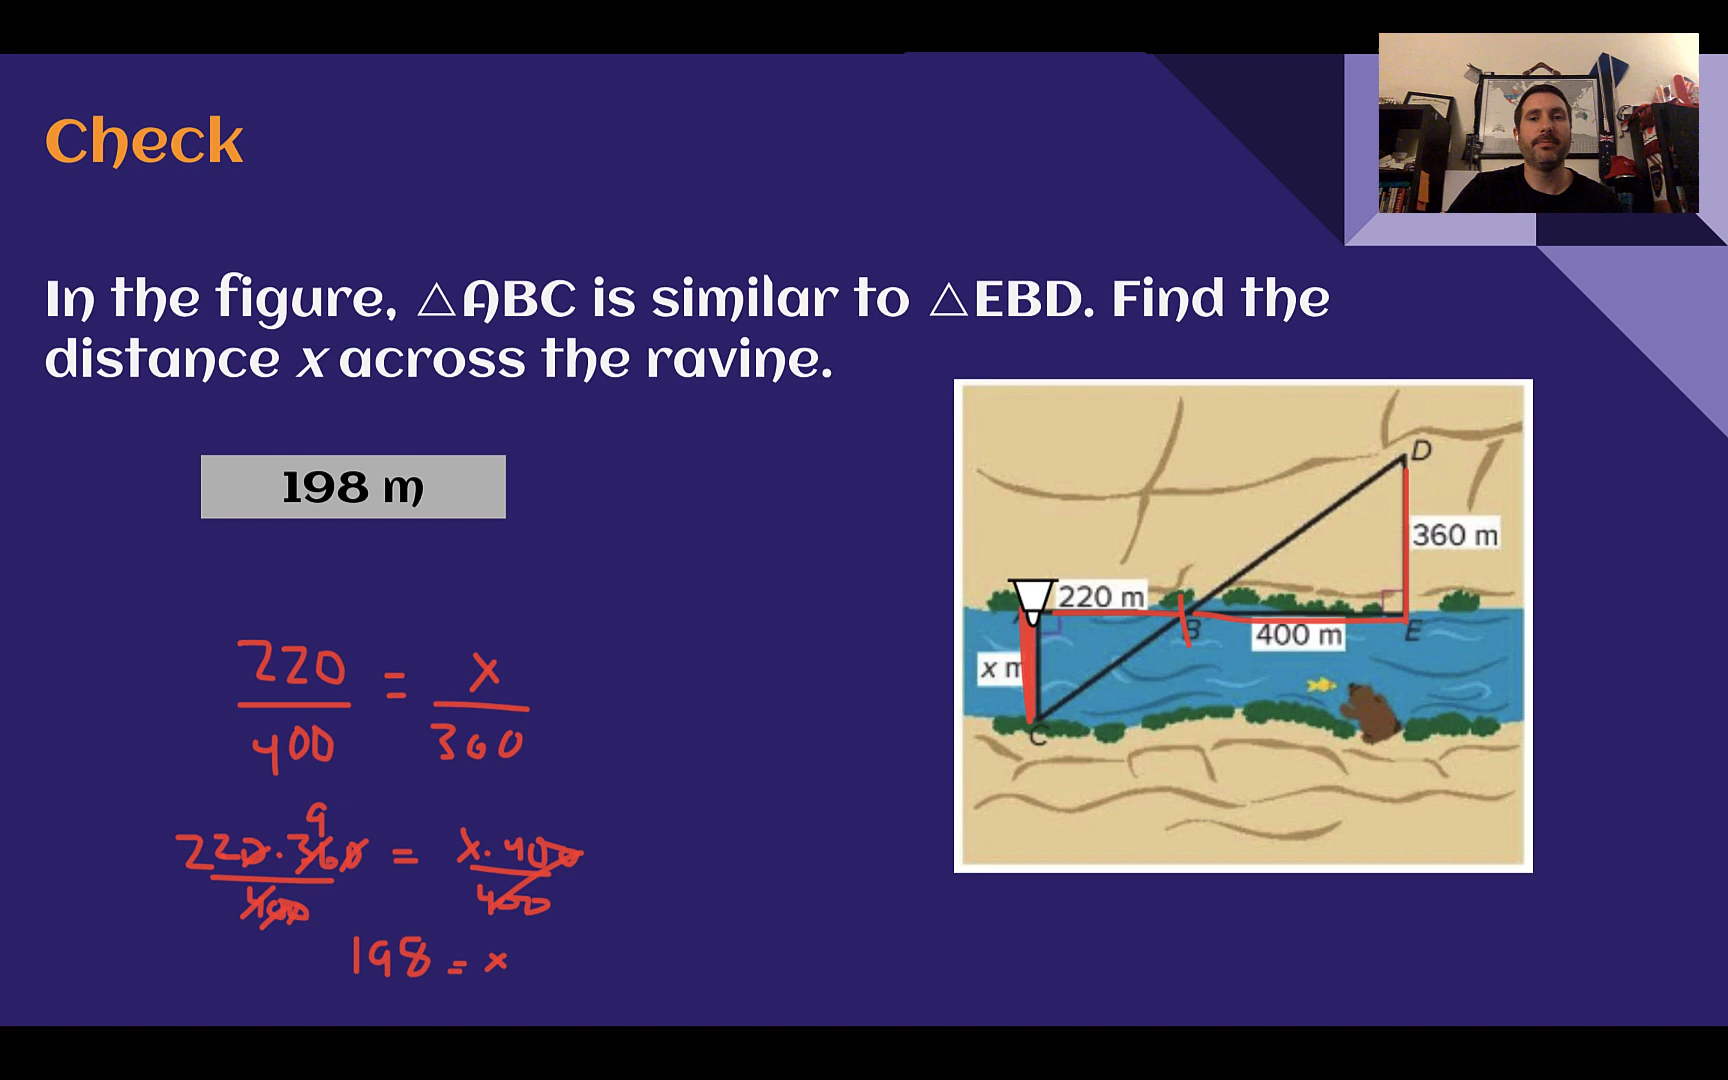 Check
In the figure, △ABC is similar to △EBD. Find the
distance x across the ravine.
198 m
D
360 m
220 m
B
E
400 m
x m
C
220/400 = x/360
9
220·360/400 = x·400/400
198 = x